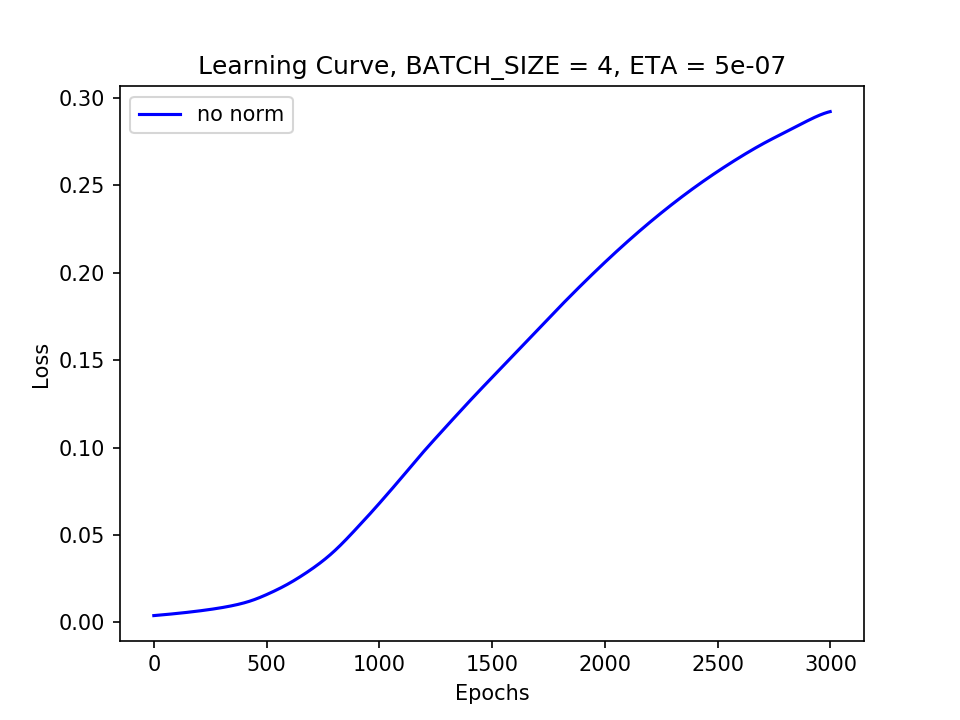 Learning Curve, BATCH_SIZE = 4, ETA = 5e-07
no norm
0.30
0.25
0.20
0.15
0.10
0.05
0.00
Loss
0 500 1000 1500 2000 2500 3000
Epochs